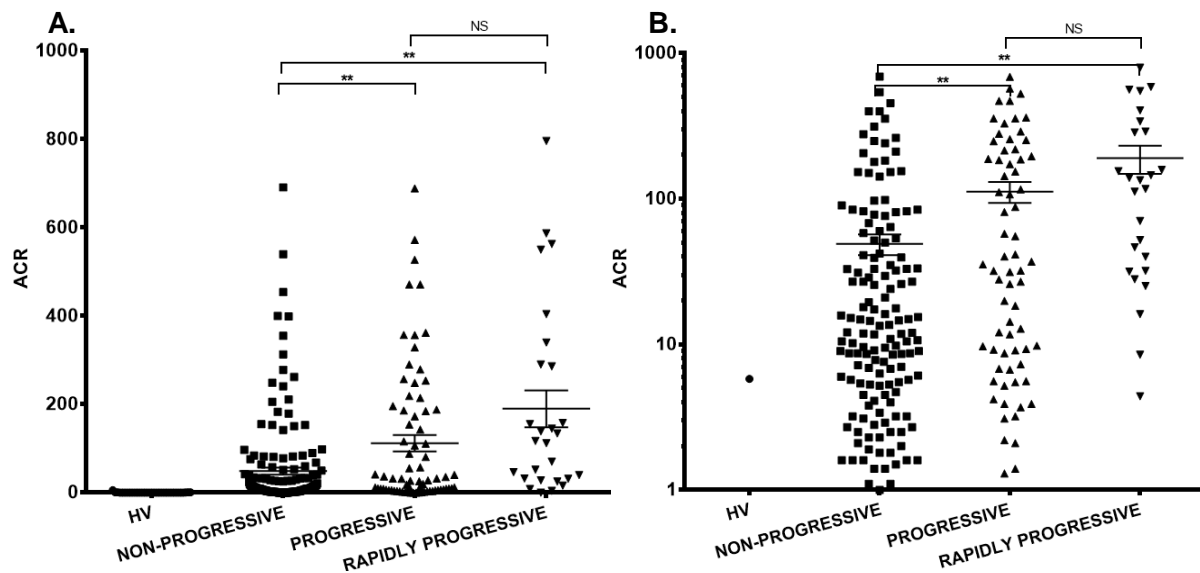 A.
NS
**
**
1000
800
600
400
200
0
ACR
HV
NON-PROGRESSIVE
PROGRESSIVE
RAPIDLY PROGRESSIVE
B.
NS
**
**
1000
100
10
1
ACR
HV
NON-PROGRESSIVE
PROGRESSIVE
RAPIDLY PROGRESSIVE